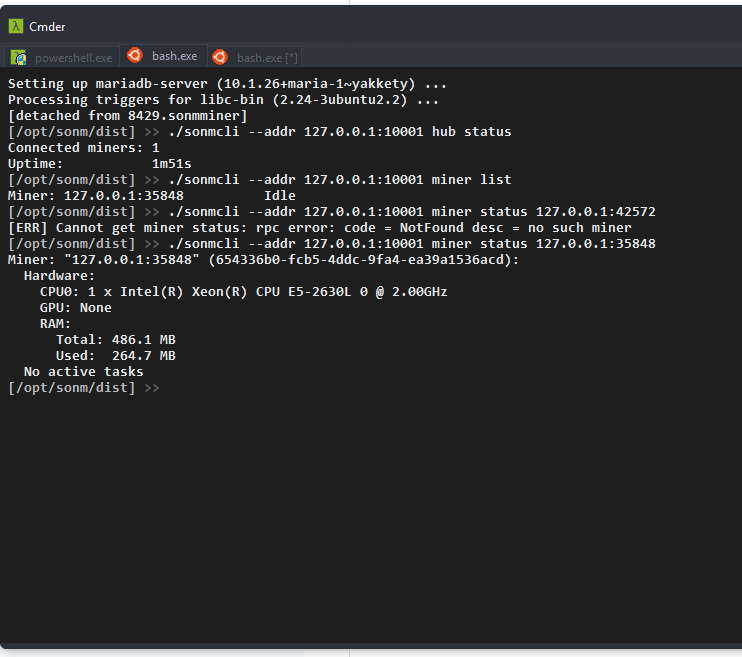 λ Cmder
powershell.exe bash.exe bash.exe [*]
Setting up mariadb-server (10.1.26+maria-1~yakkety) ...
Processing triggers for libc-bin (2.24-3ubuntu2.2) ...
[detached from 8429.sonmminer]
[/opt/sonm/dist] >> ./sonmcli --addr 127.0.0.1:10001 hub status
Connected miners: 1
Uptime:           1m51s
[/opt/sonm/dist] >> ./sonmcli --addr 127.0.0.1:10001 miner list
Miner: 127.0.0.1:35848          Idle
[/opt/sonm/dist] >> ./sonmcli --addr 127.0.0.1:10001 miner status 127.0.0.1:42572
[ERR] Cannot get miner status: rpc error: code = NotFound desc = no such miner
[/opt/sonm/dist] >> ./sonmcli --addr 127.0.0.1:10001 miner status 127.0.0.1:35848
Miner: "127.0.0.1:35848" (654336b0-fcb5-4ddc-9fa4-ea39a1536acd):
  Hardware:
    CPU0: 1 x Intel(R) Xeon(R) CPU E5-2630L 0 @ 2.00GHz
    GPU: None
    RAM:
      Total: 486.1 MB
      Used:  264.7 MB
  No active tasks
[/opt/sonm/dist] >>